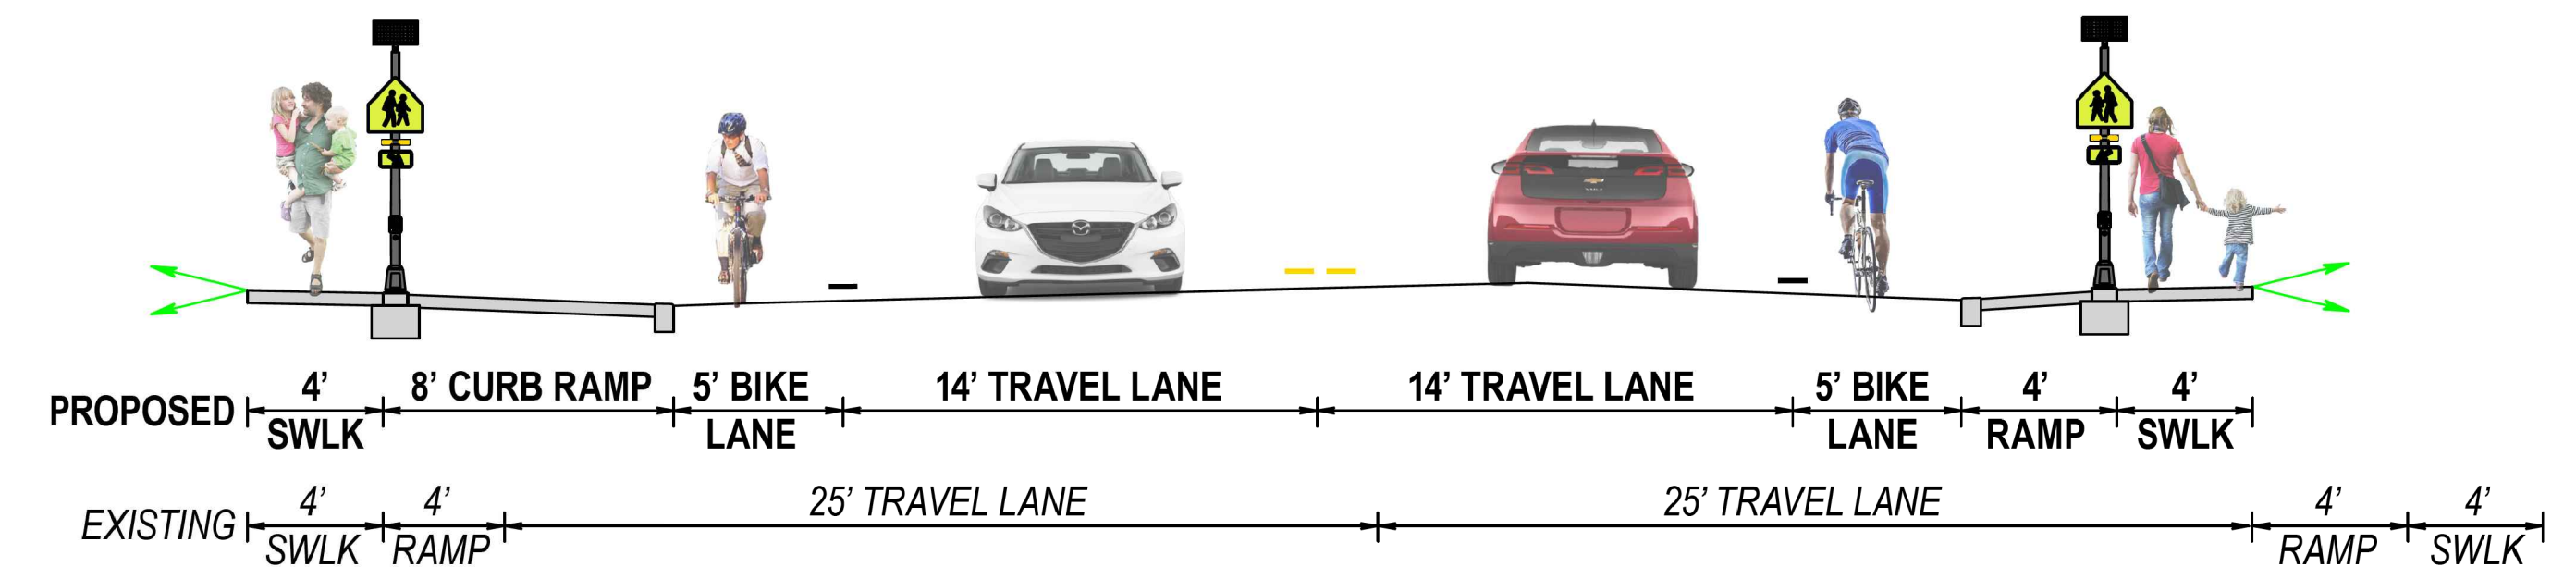 4’ 8’ CURB RAMP 5’ BIKE 14’ TRAVEL LANE 14’ TRAVEL LANE 5’ BIKE 4’ 4’
PROPOSED
SWLK LANE LANE RAMP SWLK
4’ 4’ 25’ TRAVEL LANE 25’ TRAVEL LANE 4’ 4’
EXISTING
SWLK RAMP RAMP SWLK